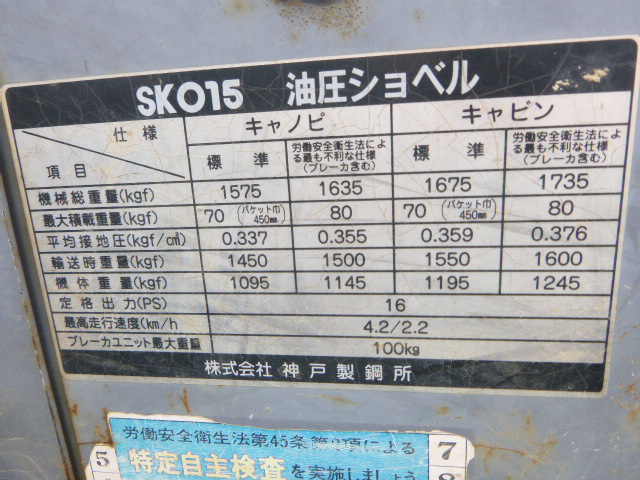 SK015 油圧ショベル
仕様 項目 キャノピ キャビン
標準 労働安全衛生法による最も不利な仕様(ブレーカ含む) 標準 労働安全衛生法による最も不利な仕様(ブレーカ含む)
機械総重量(kgf) 1575 1635 1675 1735
最大積載重量(kgf) 70 (バケット巾450mm) 80 70 (バケット巾450mm) 80
平均接地圧(kgf/c㎡) 0.337 0.355 0.359 0.376
輸送時重量(kgf) 1450 1500 1550 1600
機体重量(kgf) 1095 1145 1195 1245
定格出力(PS) 16
最高走行速度(km/h) 4.2/2.2
ブレーカユニット最大重量 100kg
株式会社 神戸製鋼所
労働安全衛生法第45条第2項による
特定自主検査を実施しましょう
5 7
8